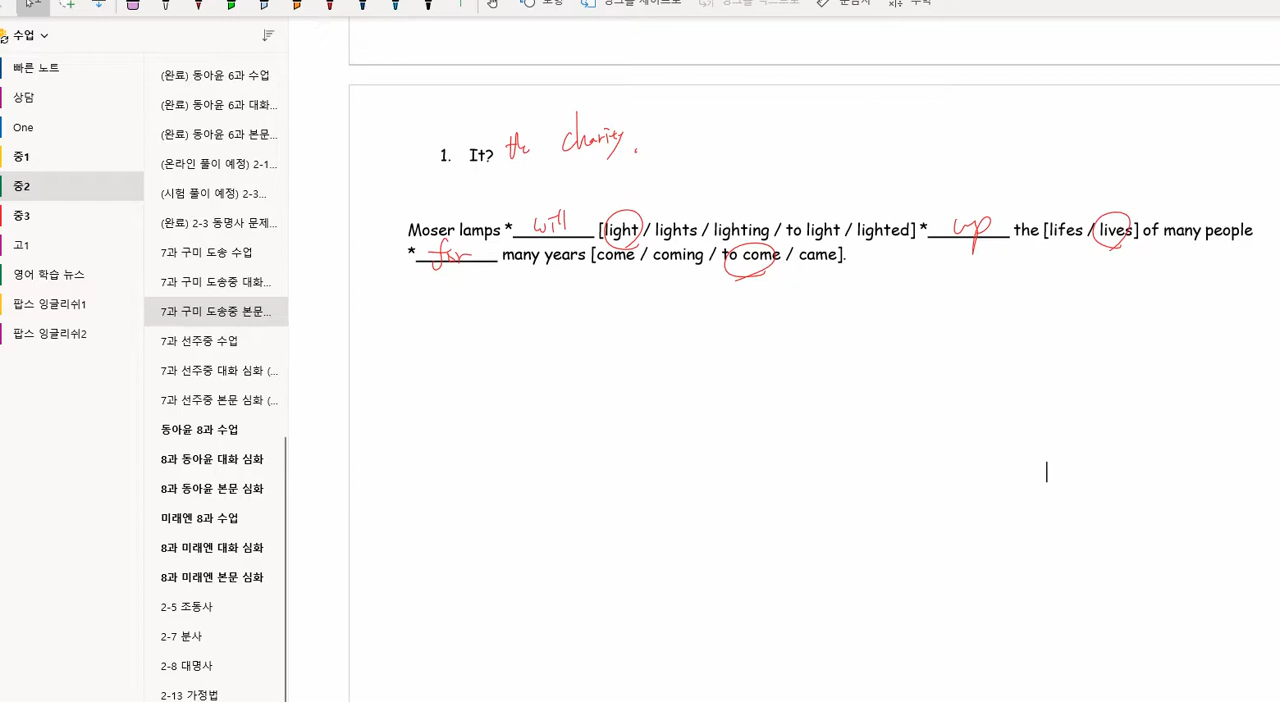 수업
빠른 노트
상담
One
중1
중2
중3
고1
영어 학습 뉴스
팝스 잉글리쉬1
팝스 잉글리쉬2
(완료) 동아윤 6과 수업
(완료) 동아윤 6과 대화...
(완료) 동아윤 6과 본문...
(온라인 풀이 예정) 2-1...
(시험 풀이 예정) 2-3...
(완료) 2-3 동명사 문제...
7과 구미 도송 수업
7과 구미 도송중 대화...
7과 구미 도송중 본문...
7과 선주중 수업
7과 선주중 대화 심화 (...
7과 선주중 본문 심화 (...
동아윤 8과 수업
8과 동아윤 대화 심화
8과 동아윤 본문 심화
미래엔 8과 수업
8과 미래엔 대화 심화
8과 미래엔 본문 심화
2-5 조동사
2-7 분사
2-8 대명사
2-13 가정법
1. It? the charity.
Moser lamps * will [light / lights / lighting / to light / lighted] * up the [lifes / lives] of many people
* for many years [come / coming / to come / came].